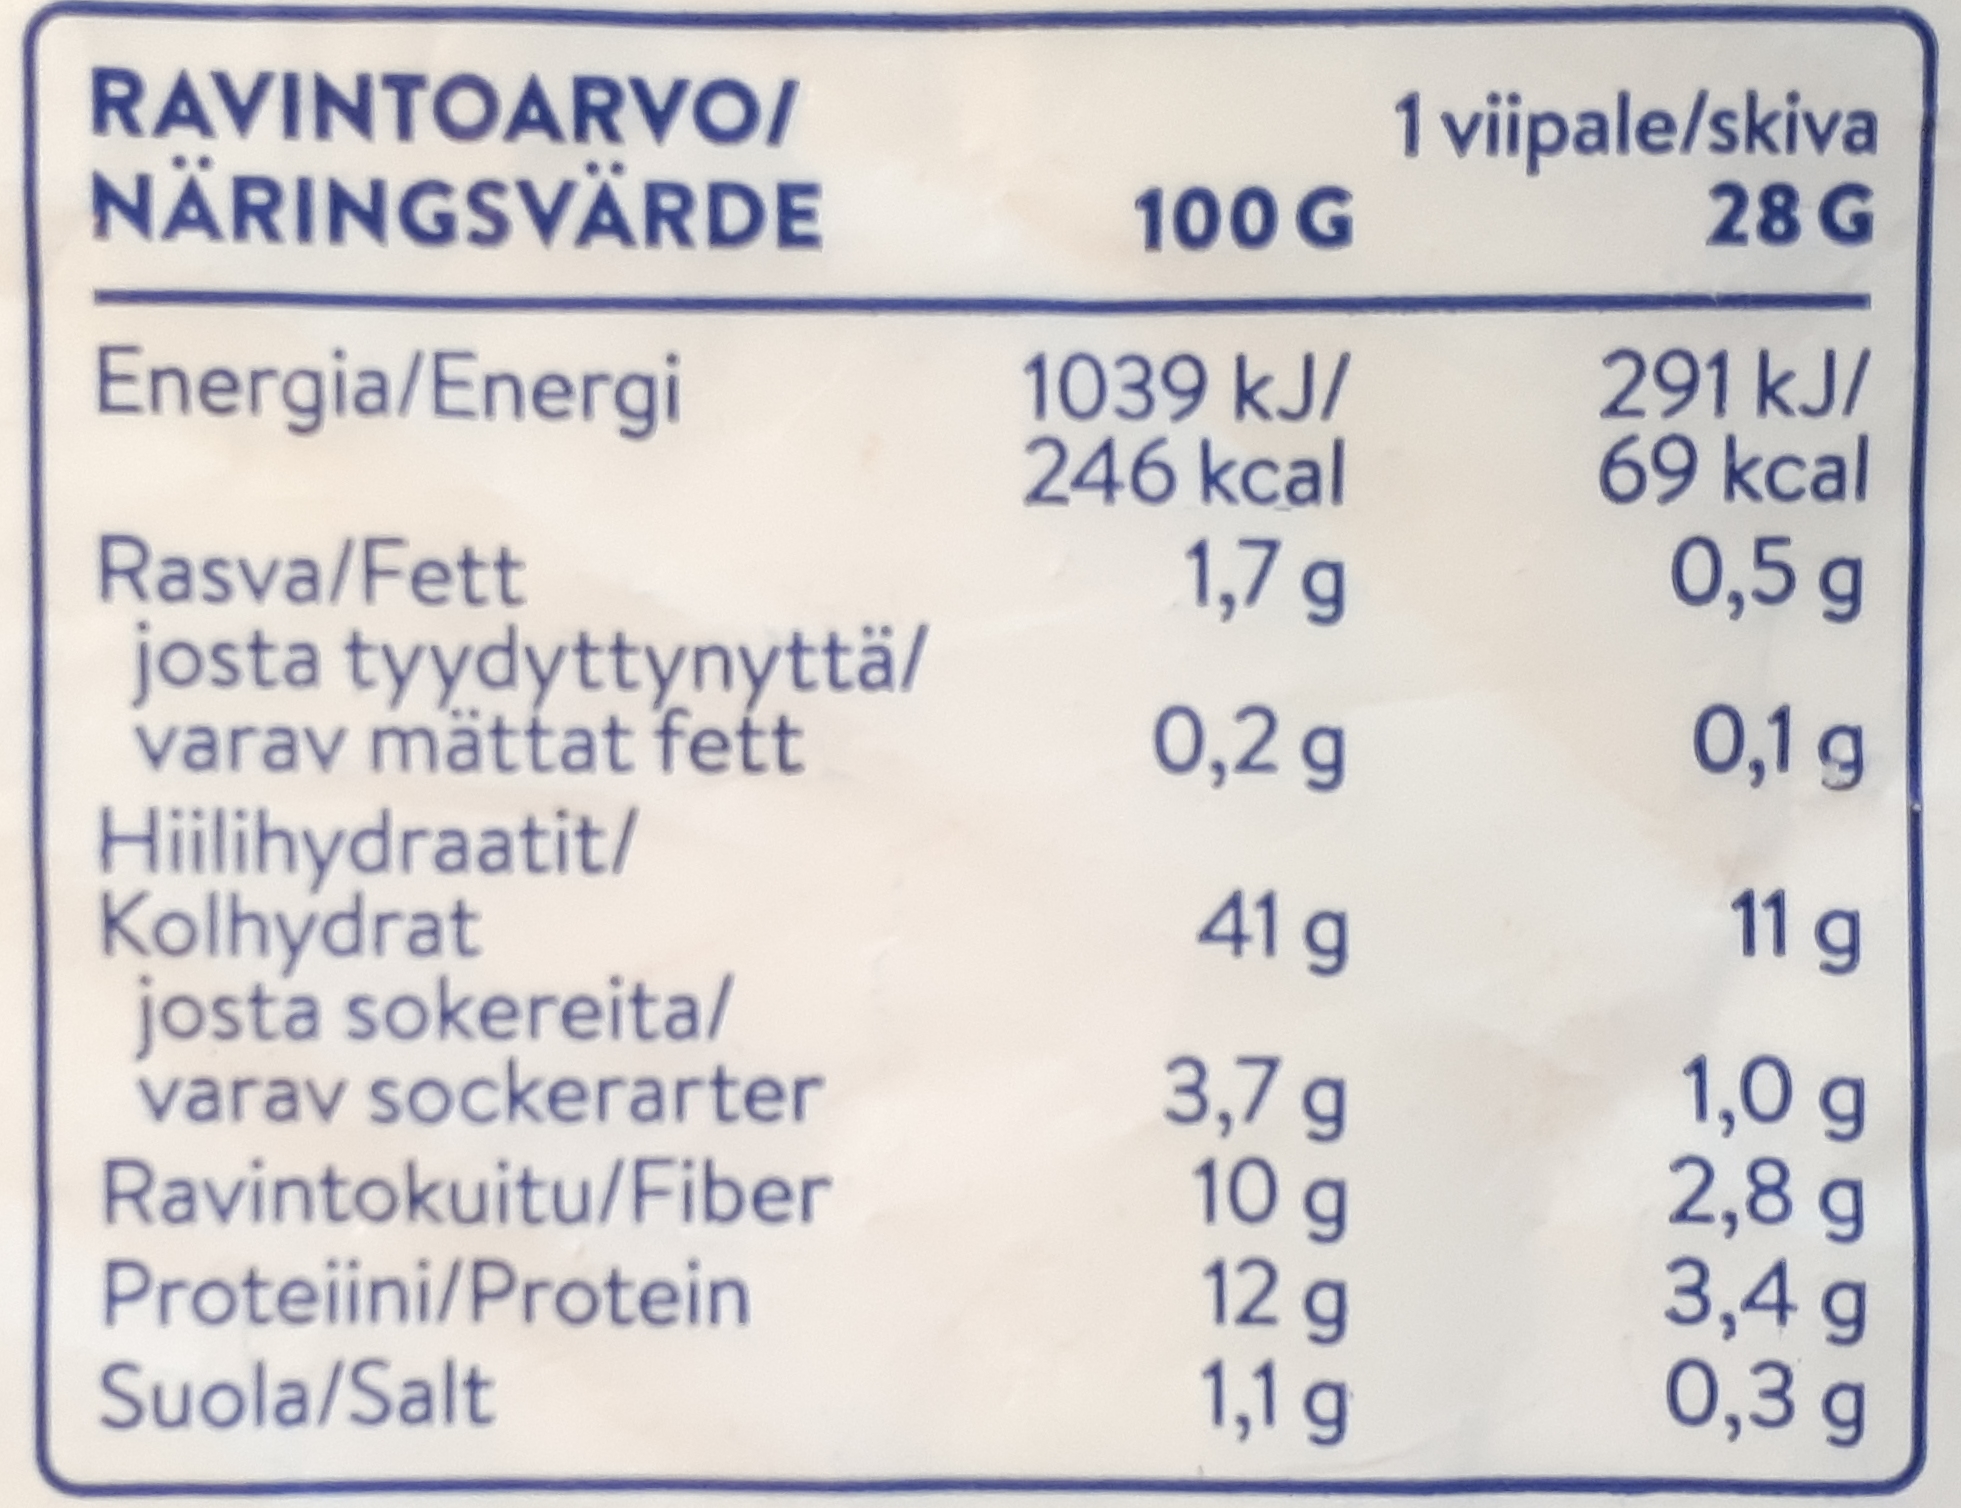 RAVINTOARVO/
NÄRINGSVÄRDE 100 G 1 viipale/skiva 28 G
Energia/Energi 1039 kJ/ 291 kJ/
246 kcal 69 kcal
Rasva/Fett 1,7 g 0,5 g
josta tyydyttynyttä/
varav mättat fett 0,2 g 0,1 g
Hiilihydraatit/
Kolhydrat 41 g 11 g
josta sokereita/
varav sockerarter 3,7 g 1,0 g
Ravintokuitu/Fiber 10 g 2,8 g
Proteiini/Protein 12 g 3,4 g
Suola/Salt 1,1 g 0,3 g